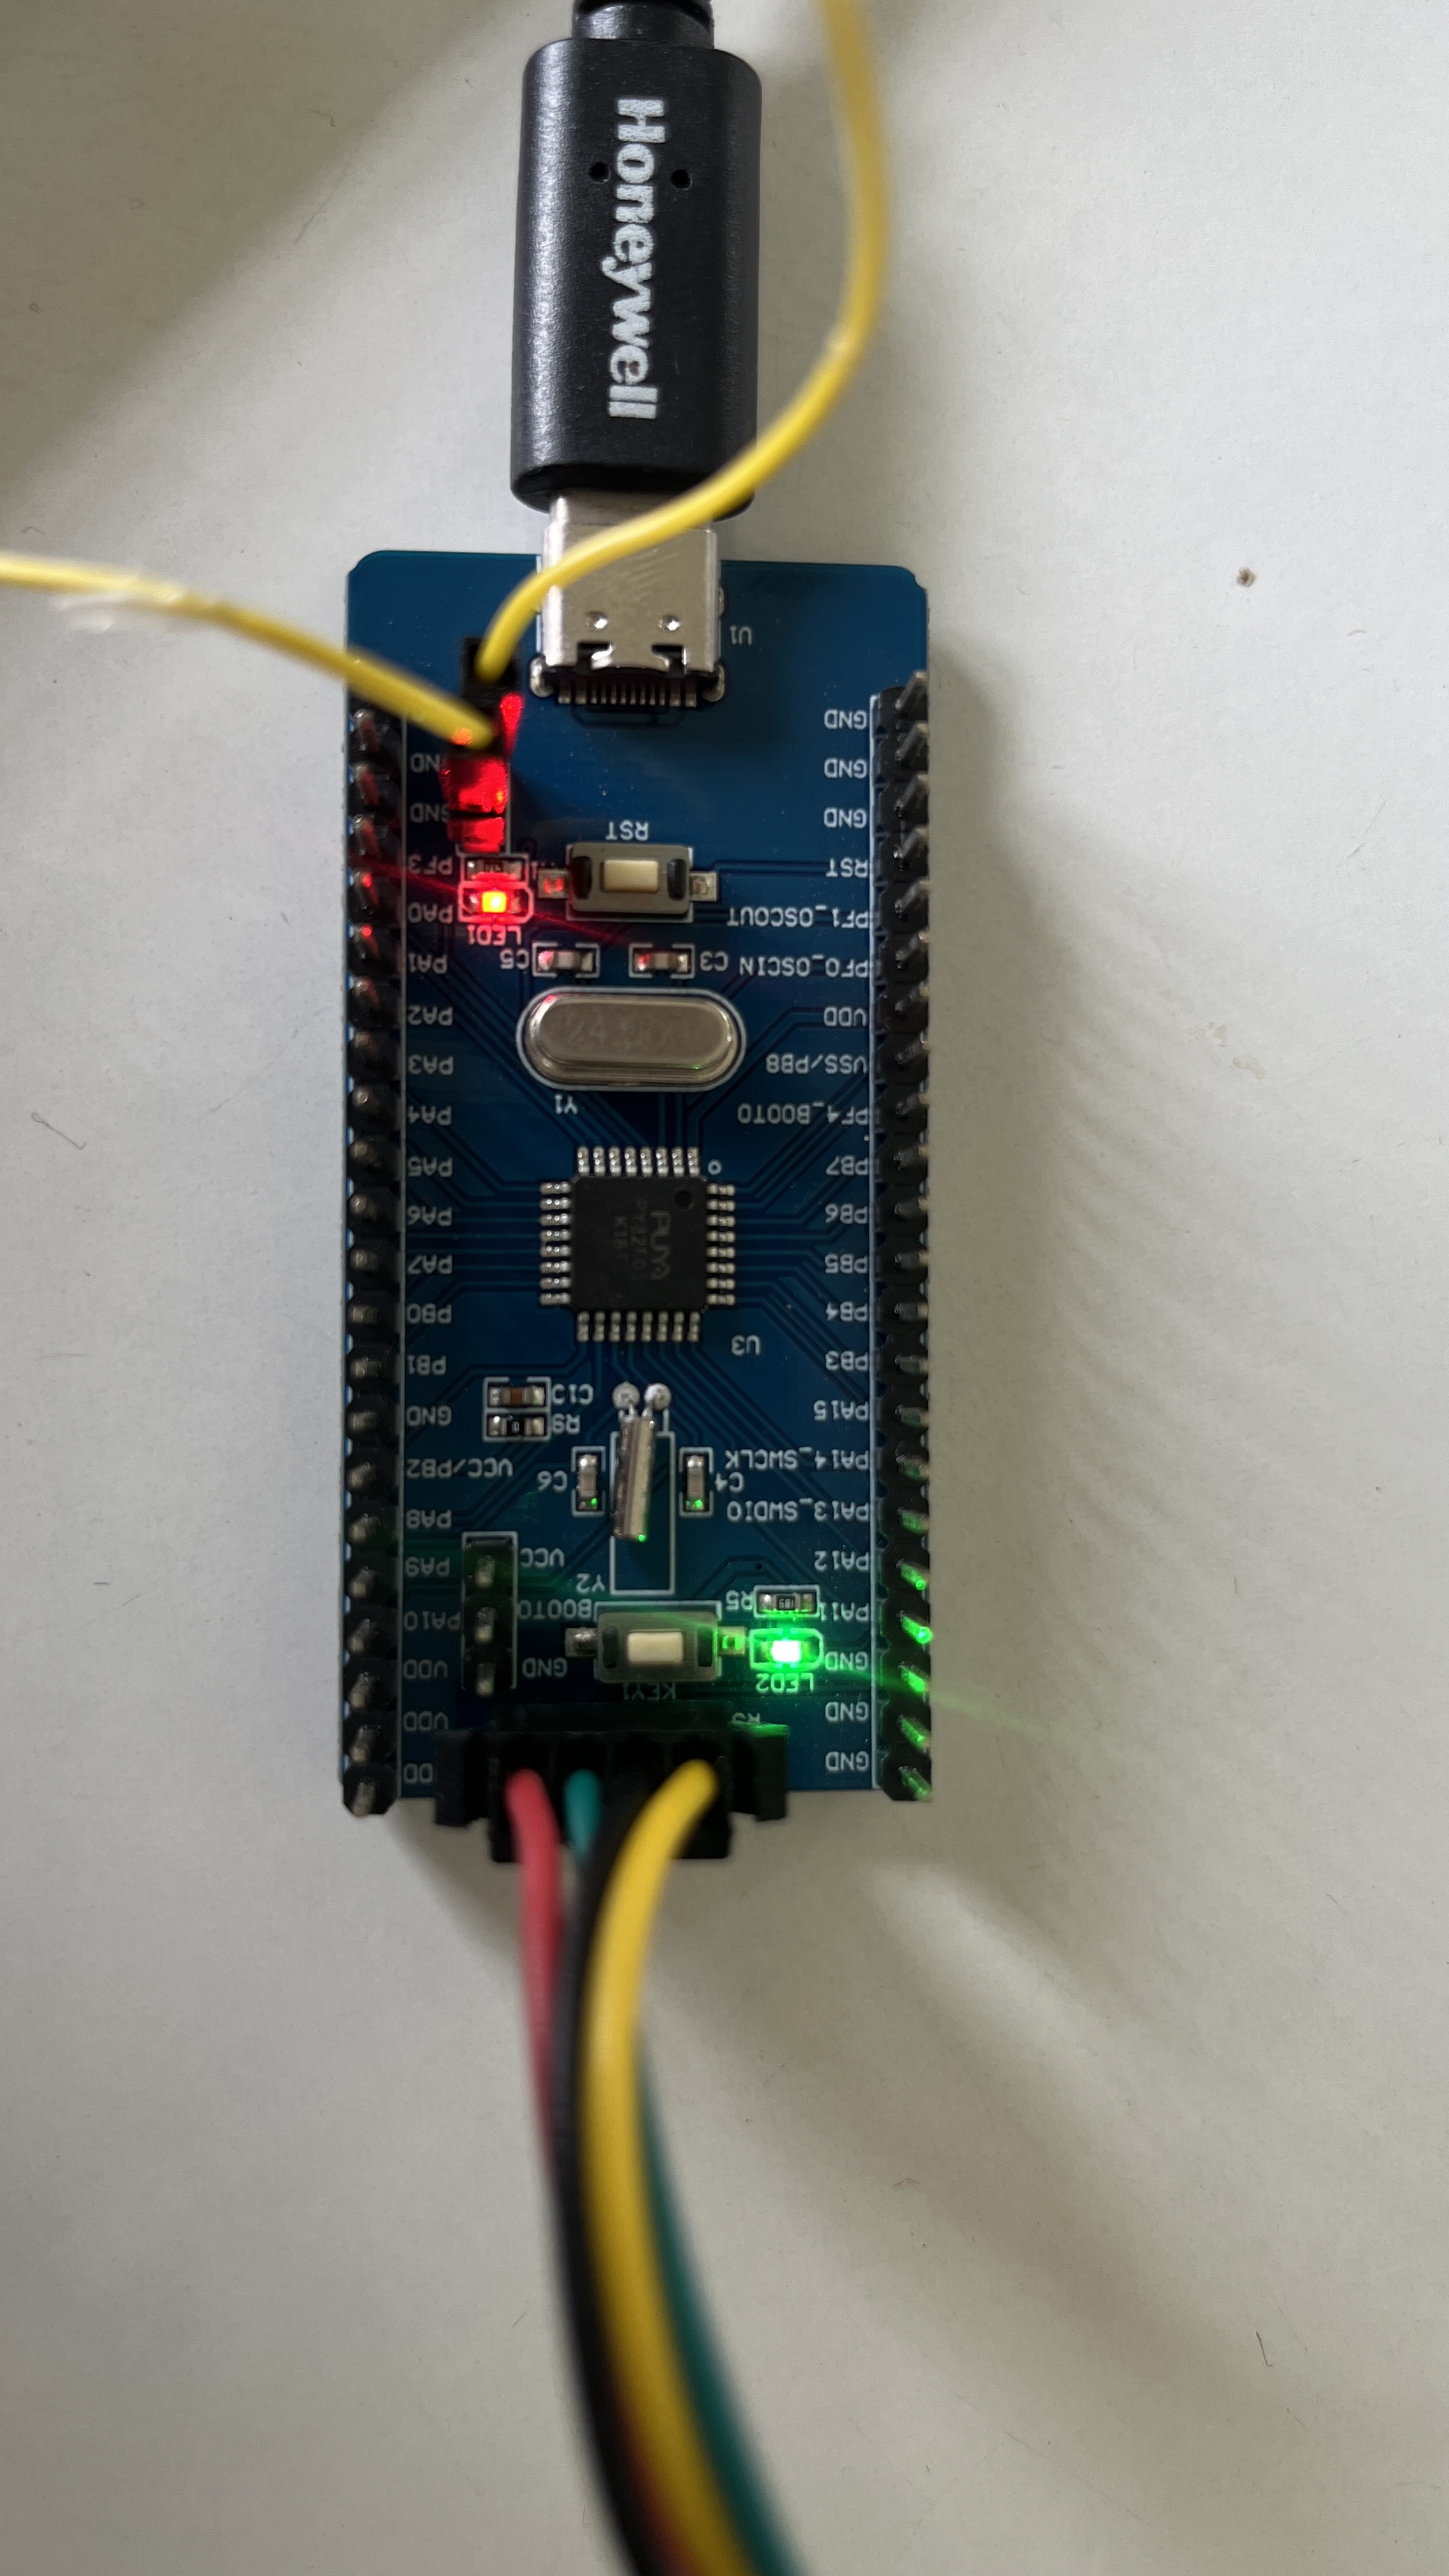 Honeywell
U1
GND
GND
GND
RST
PF1_OSCOUT
PF0_OSCIN
VDD
VSS/PB8
PF4_BOOT0
PB7
PB6
PB5
PB4
PB3
PA15
PA14_SWCLK
PA13_SWDIO
PA12
PA11
GND
GND
GND
PF3
PA0
PA1
PA2
PA3
PA4
PA5
PA6
PA7
PB0
PB1
GND
VCC/PB2
PA8
PA9
PA10
VDD
VDD
RST
LED1
C5
C3
Y1
PUYA
U3
C13
R9
C6
C4
Y2
VCC
BOOT0
GND
R5
LED2
KEY1